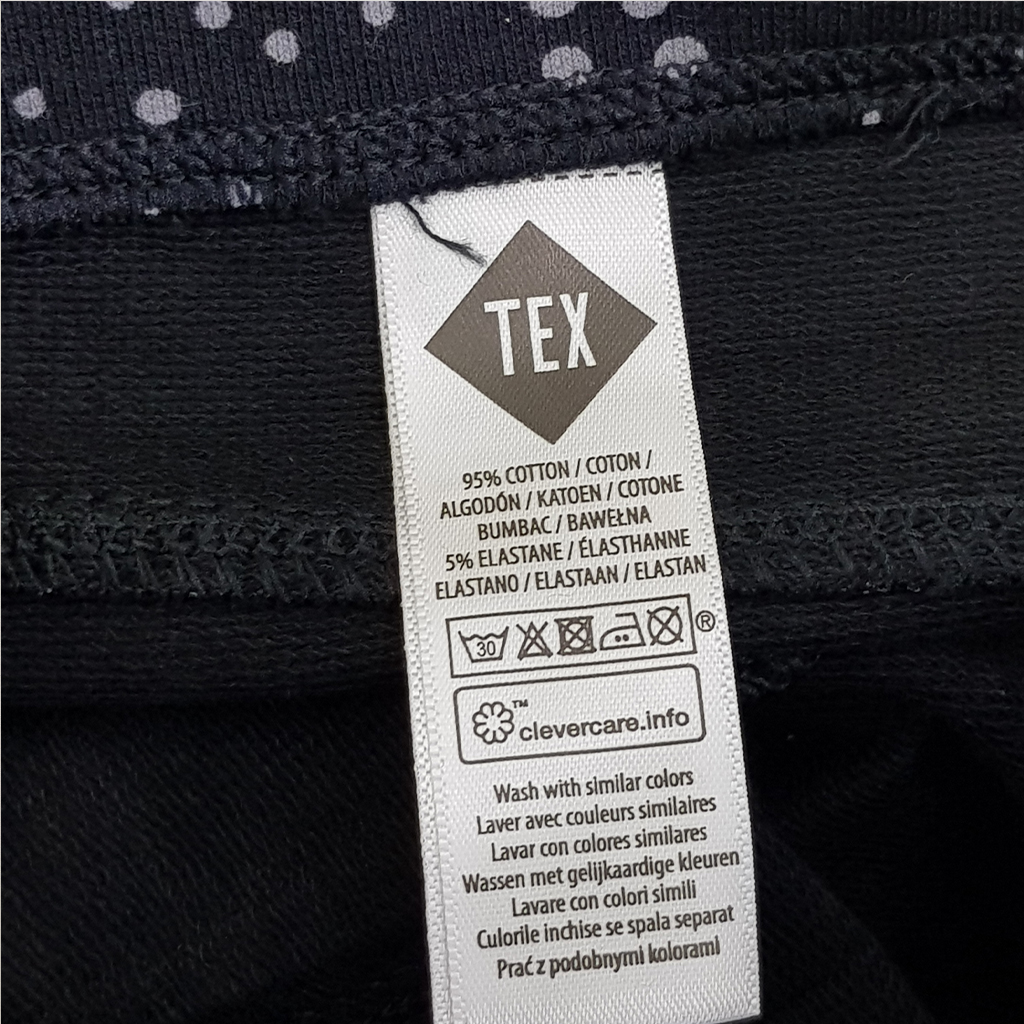 TEX
95% COTTON / COTON /
ALGODÓN / KATOEN / COTONE
BUMBAC / BAWEŁNA
5% ELASTANE / ÉLASTHANNE
ELASTANO / ELASTAAN / ELASTAN
30 ®
™ clevercare.info
Wash with similar colors
Laver avec couleurs similaires
Lavar con colores similares
Wassen met gelijkaardige kleuren
Lavare con colori simili
Culorile inchise se spala separat
Prać z podobnymi kolorami